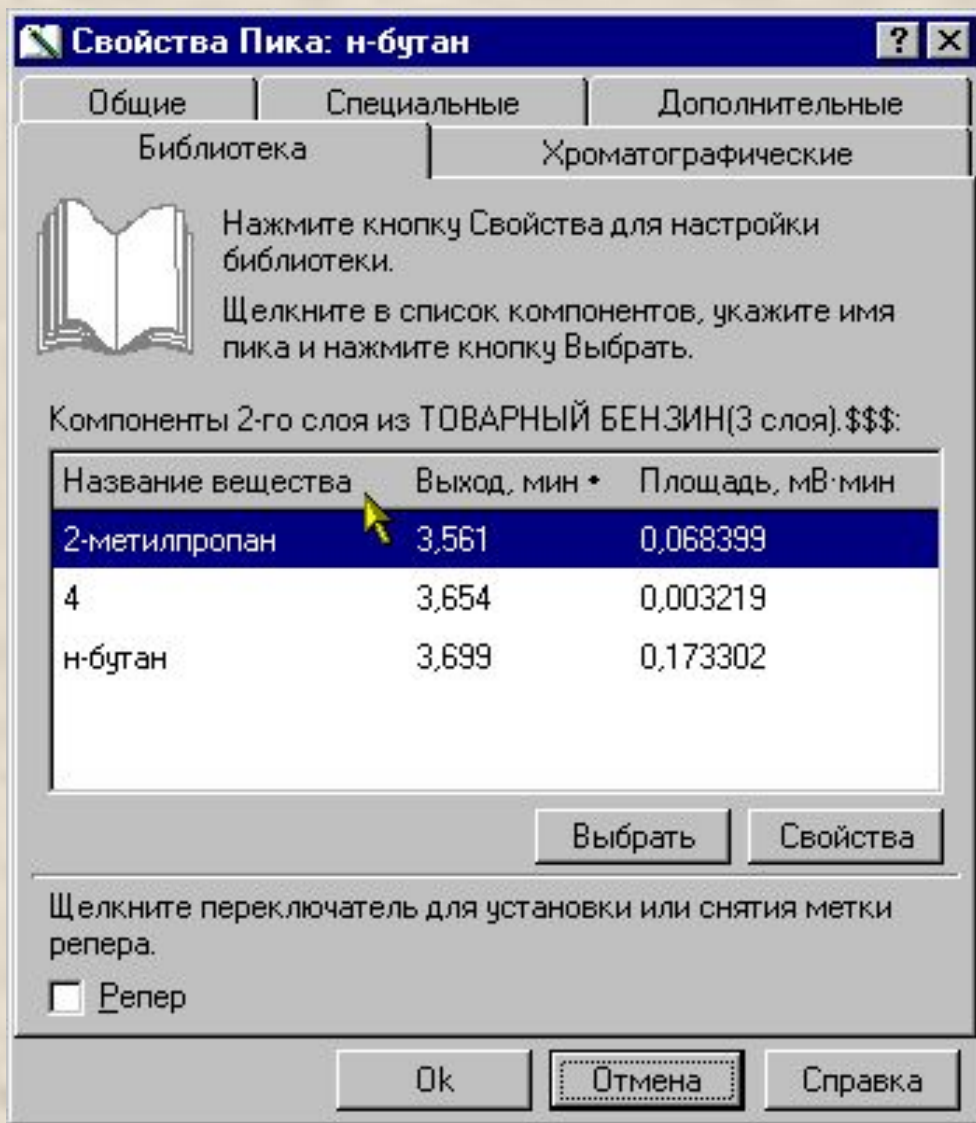 Свойства Пика: н-бутан
Общие Специальные Дополнительные
Библиотека Хроматографические
Нажмите кнопку Свойства для настройки
библиотеки.
Щелкните в список компонентов, укажите имя
пика и нажмите кнопку Выбрать.
Компоненты 2-го слоя из ТОВАРНЫЙ БЕНЗИН(3 слоя).$$$:
Название вещества Выход, мин • Площадь, мВ·мин
2-метилпропан 3,561 0,068399
4 3,654 0,003219
н-бутан 3,699 0,173302
Выбрать Свойства
Щелкните переключатель для установки или снятия метки
репера.
Репер
Ok Отмена Справка